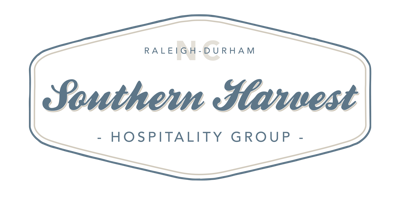 NC
RALEIGH-DURHAM
Southern Harvest
- HOSPITALITY GROUP -